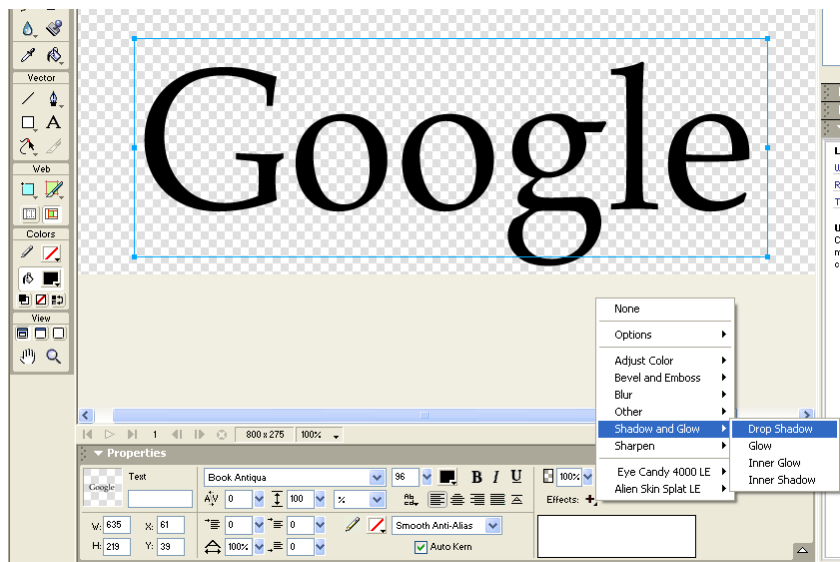 Google
Vector
A
Web
Colors
View
None
Options
Adjust Color
Bevel and Emboss
Blur
Other
Shadow and Glow
Sharpen
Eye Candy 4000 LE
Alien Skin Splat LE
Drop Shadow
Glow
Inner Glow
Inner Shadow
1 800 x 275 100%
Properties
Google Text Book Antiqua 96 B I U 100%
AV 0 100 % Effects:
W: 635 X: 61 0 0 Smooth Anti-Alias
H: 219 Y: 39 100% 0 Auto Kern